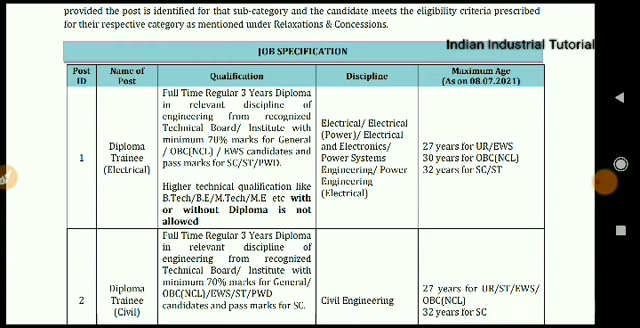 provided the post is identified for that sub-category and the candidate meets the eligibility criteria prescribed
for their respective category as mentioned under Relaxations & Concessions.
Indian Industrial Tutorial
JOB SPECIFICATION
Post ID
Name of Post
Qualification
Discipline
Maximum Age
(As on 08.07.2021)
1
Diploma
Trainee
(Electrical)
Full Time Regular 3 Years Diploma
in relevant discipline of
engineering from recognized
Technical Board/ Institute with
minimum 70% marks for General
/ OBC(NCL) / EWS candidates and
pass marks for SC/ST/PWD.
Higher technical qualification like
B.Tech/B.E/M.Tech/M.E etc with
or without Diploma is not
allowed
Electrical/ Electrical
(Power)/ Electrical
and Electronics/
Power Systems
Engineering/ Power
Engineering
(Electrical)
27 years for UR/EWS
30 years for OBC(NCL)
32 years for SC/ST
2
Diploma
Trainee
(Civil)
Full Time Regular 3 Years Diploma
in relevant discipline of
engineering from recognized
Technical Board/ Institute with
minimum 70% marks for General/
OBC(NCL)/EWS/ST/PWD
candidates and pass marks for SC.
Civil Engineering
27 years for UR/ST/EWS/
OBC(NCL)
32 years for SC